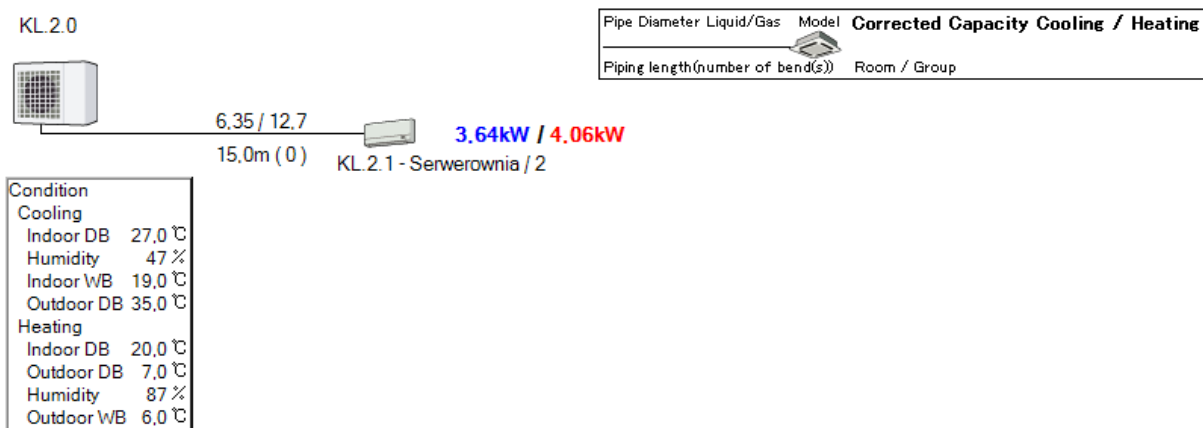 KL.2.0
Pipe Diameter Liquid/Gas Model Corrected Capacity Cooling / Heating
Piping length(number of bend(s)) Room / Group
6,35 / 12,7
3,64kW / 4,06kW
15,0m ( 0 )
KL.2.1 - Serwerownia / 2
Condition
Cooling
Indoor DB 27,0 ℃
Humidity 47 %
Indoor WB 19,0 ℃
Outdoor DB 35,0 ℃
Heating
Indoor DB 20,0 ℃
Outdoor DB 7,0 ℃
Humidity 87 %
Outdoor WB 6,0 ℃